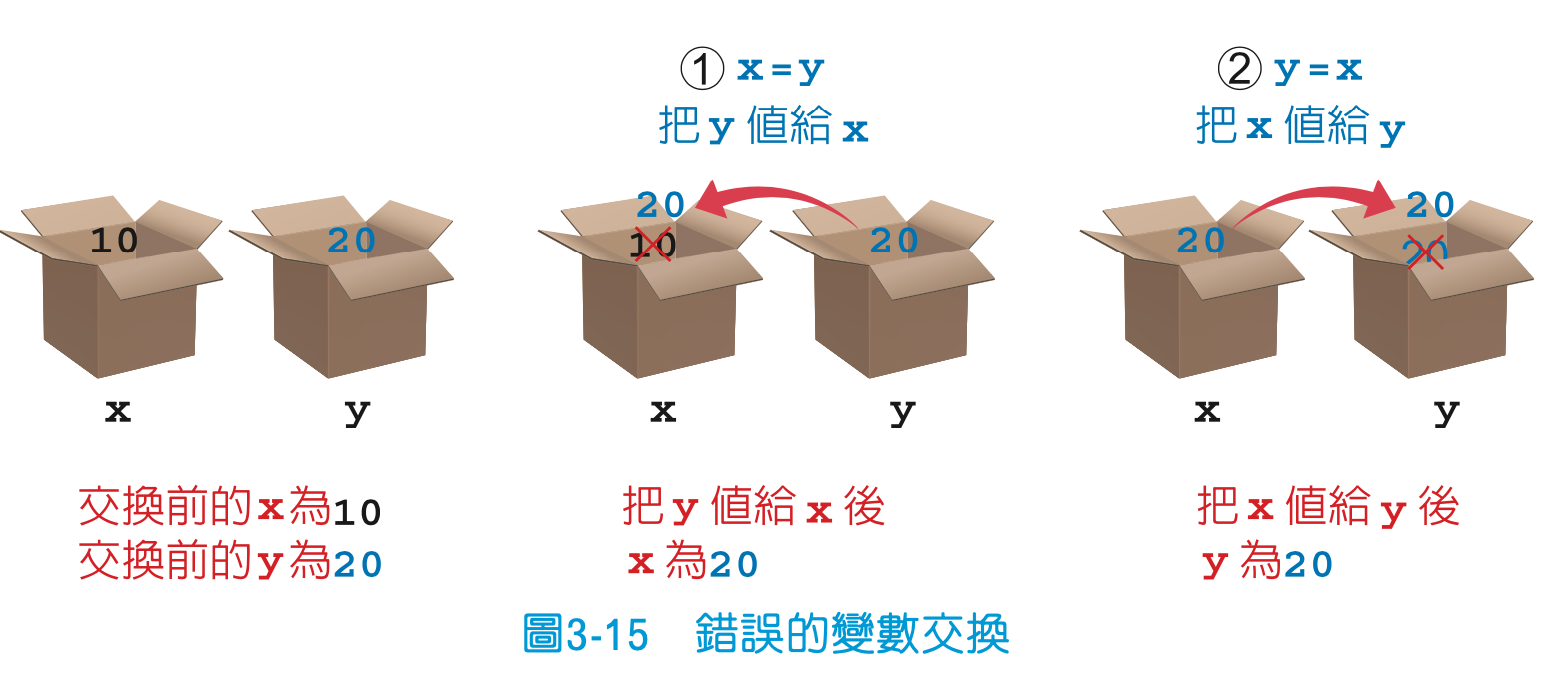 ① x=y
把 y 值給 x
② y=x
把 x 值給 y
10
20
20
10
20
20
20
20
x
y
x
y
x
y
交換前的x為10
交換前的y為20
把 y 值給 x 後
x 為20
把 x 值給 y 後
y 為20
圖3-15 錯誤的變數交換